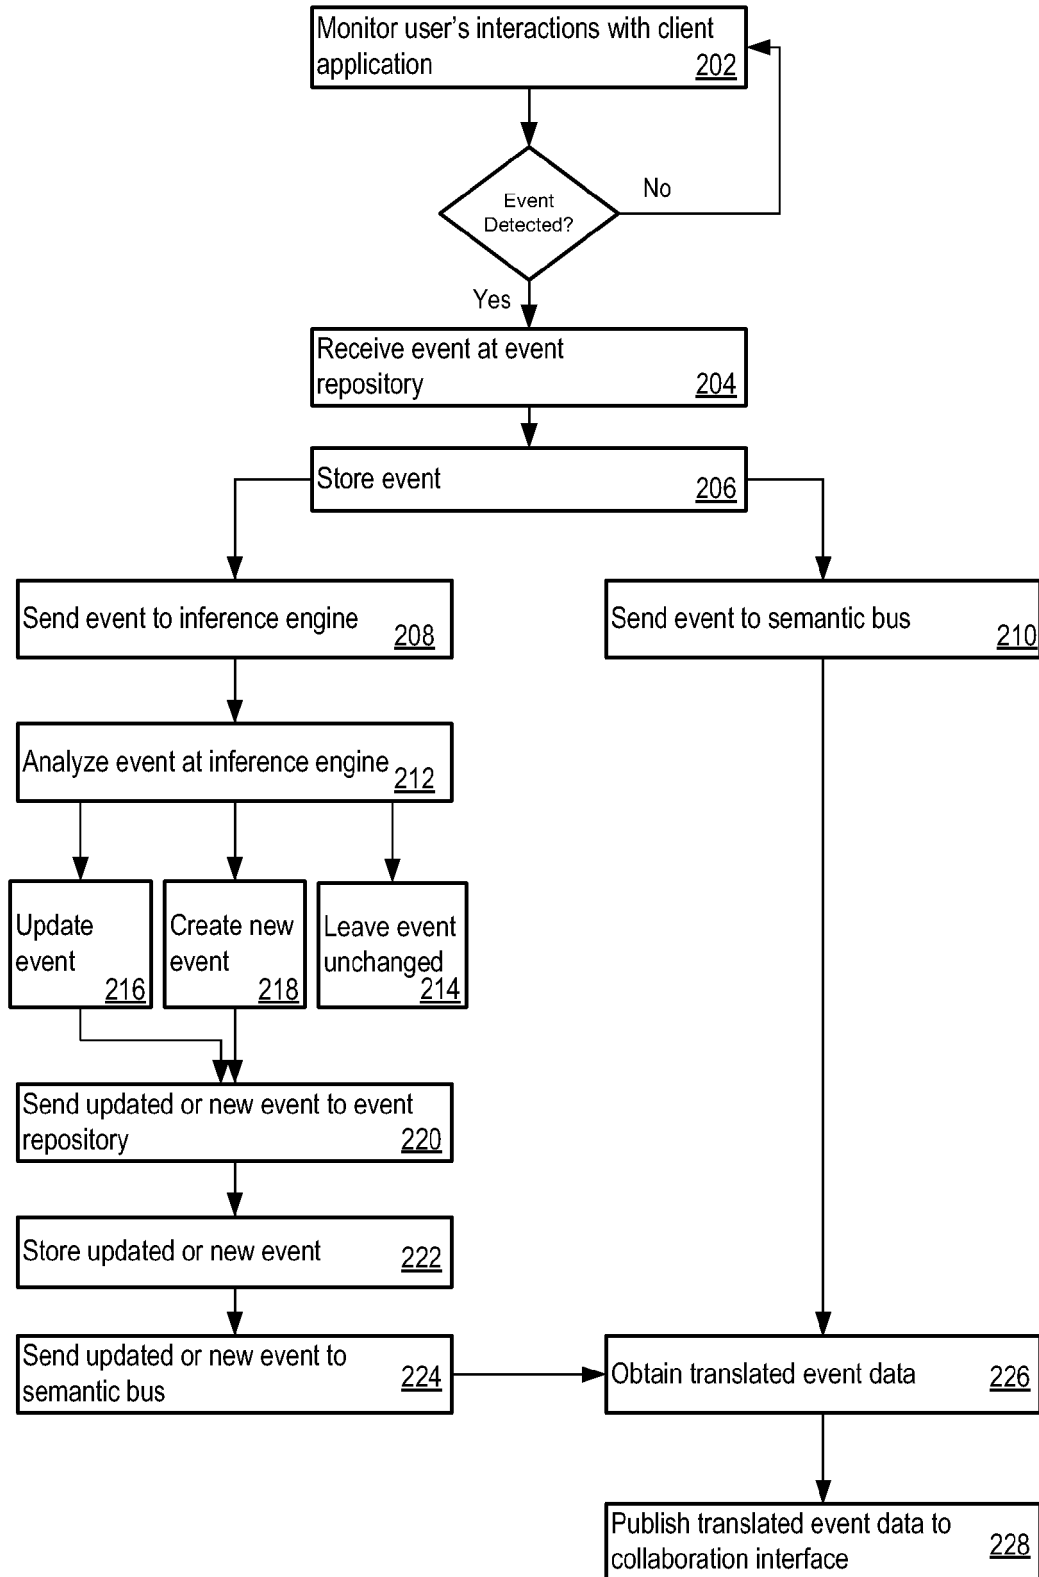 Monitor user's interactions with client
application 202
Event
Detected?
No
Yes
Receive event at event
repository 204
Store event 206
Send event to inference engine 208
Send event to semantic bus 210
Analyze event at inference engine 212
Update
event 216
Create new
event 218
Leave event
unchanged 214
Send updated or new event to event
repository 220
Store updated or new event 222
Send updated or new event to
semantic bus 224
Obtain translated event data 226
Publish translated event data to
collaboration interface 228